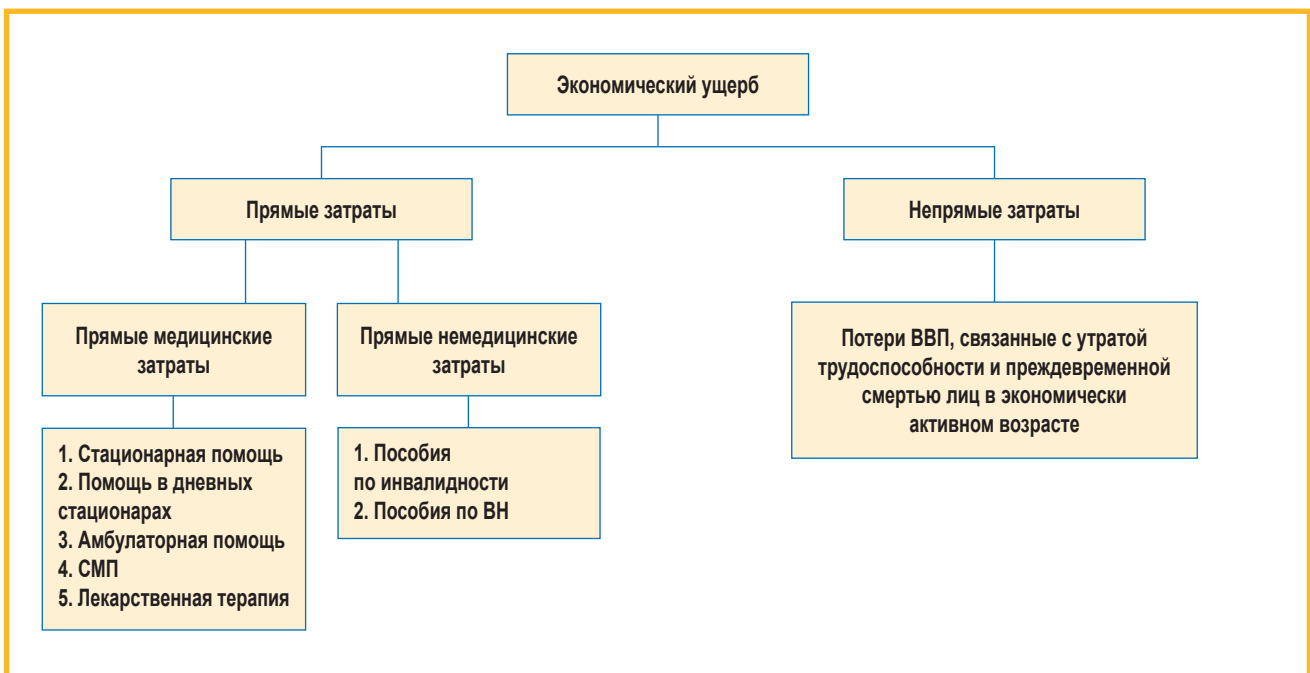 Экономический ущерб
Прямые затраты
Непрямые затраты
Прямые медицинские
затраты
Прямые немедицинские
затраты
Потери ВВП, связанные с утратой
трудоспособности и преждевременной
смертью лиц в экономически
активном возрасте
1. Стационарная помощь
2. Помощь в дневных
стационарах
3. Амбулаторная помощь
4. СМП
5. Лекарственная терапия
1. Пособия
по инвалидности
2. Пособия по ВН